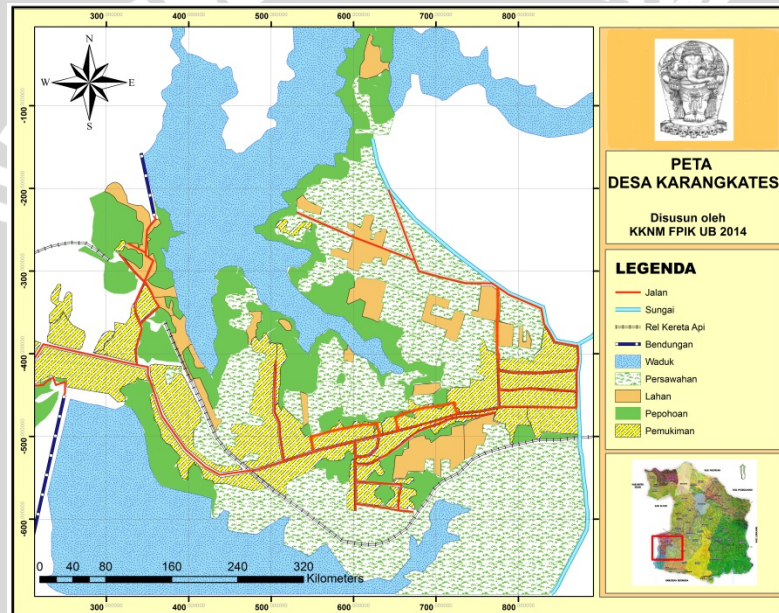 300
400
500
600
700
800
N
W
E
S
-100
-200
-300
-400
-500
-600
0 40 80 160 240 320
Kilometers
300
400
500
600
700
800
PETA
DESA KARANGKATES
Disusun oleh
KKNM FPIK UB 2014
LEGENDA
Jalan
Sungai
Rel Kereta Api
Bendungan
Waduk
Persawahan
Lahan
Pepohoan
Pemukiman